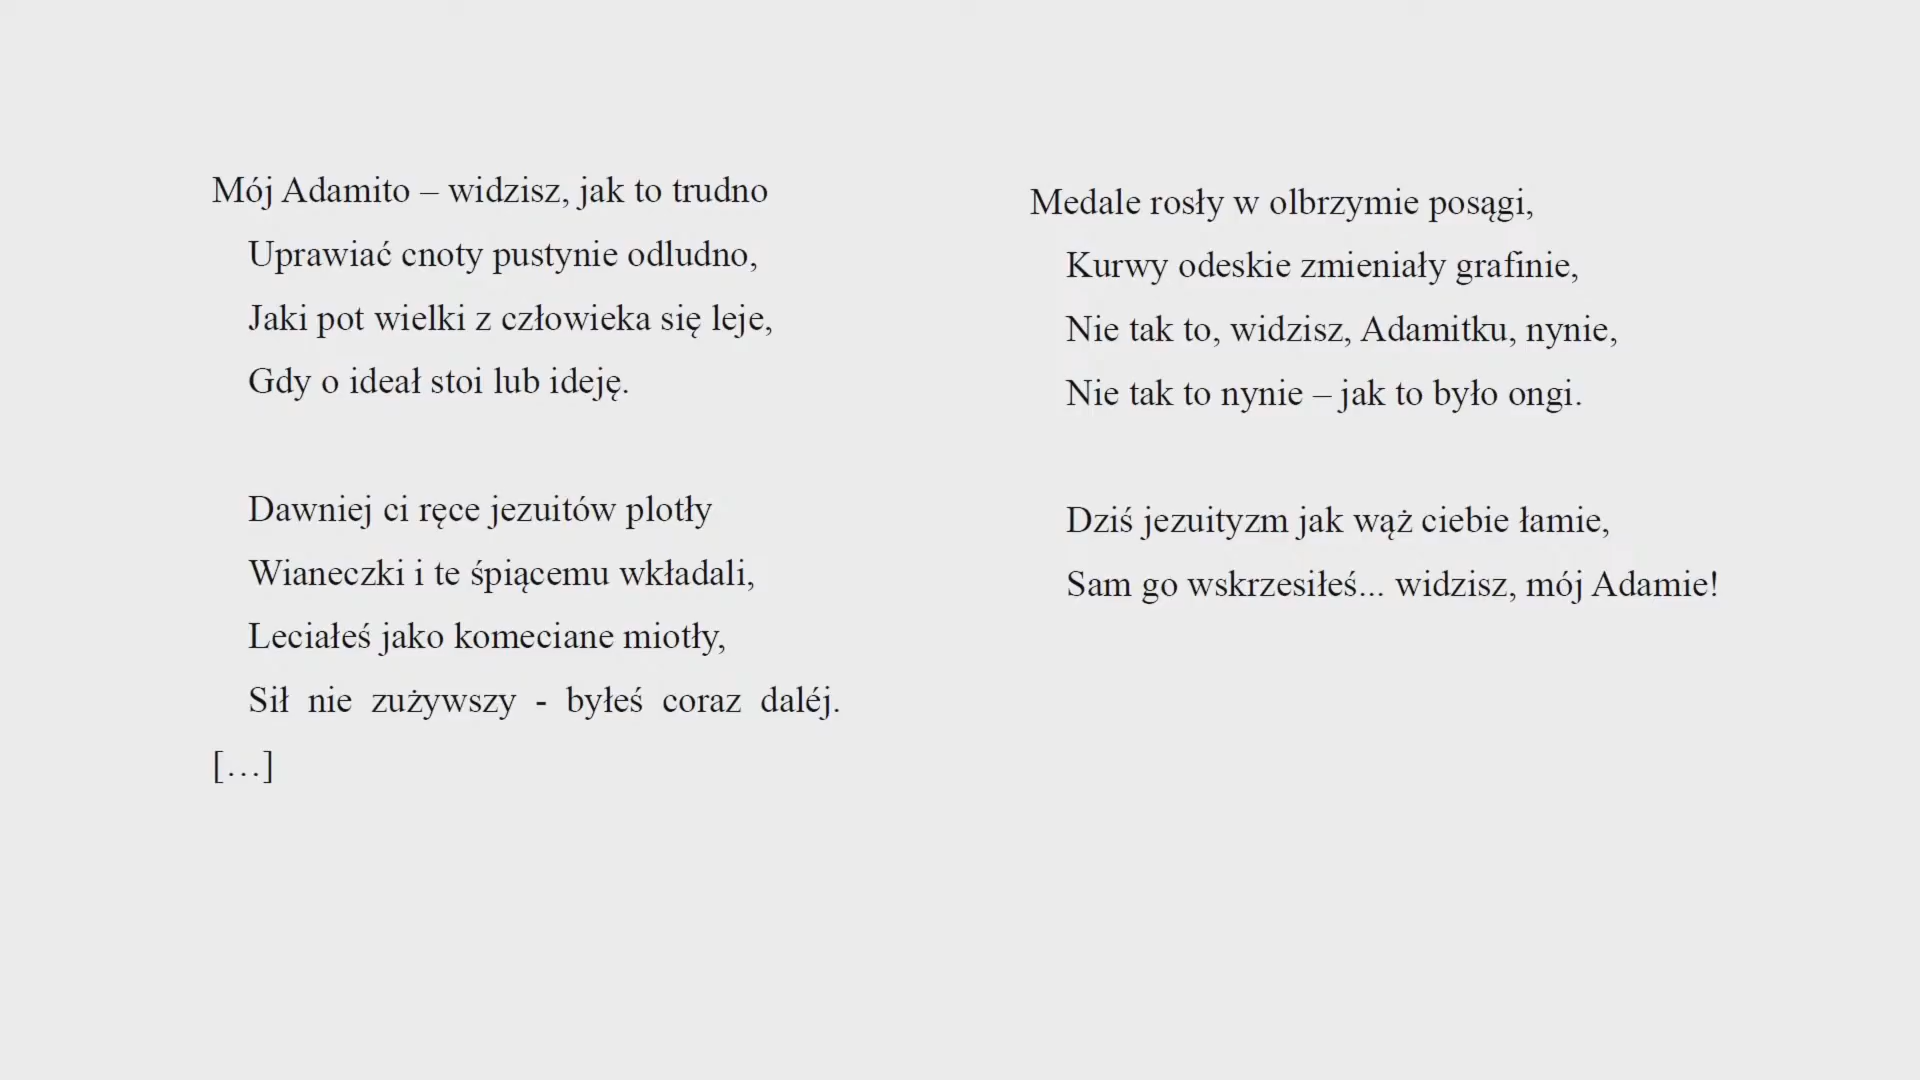 Mój Adamito – widzisz, jak to trudno
Uprawiać cnoty pustynie odludno,
Jaki pot wielki z człowieka się leje,
Gdy o ideał stoi lub ideję.
Dawniej ci ręce jezuitów plotły
Wianeczki i te śpiącemu wkładali,
Leciałeś jako komeciane miotły,
Sił nie zużywszy - byłeś coraz daléj.
[…]
Medale rosły w olbrzymie posągi,
Kurwy odeskie zmieniały grafinie,
Nie tak to, widzisz, Adamitku, nynie,
Nie tak to nynie – jak to było ongi.
Dziś jezuityzm jak wąż ciebie łamie,
Sam go wskrzesiłeś... widzisz, mój Adamie!